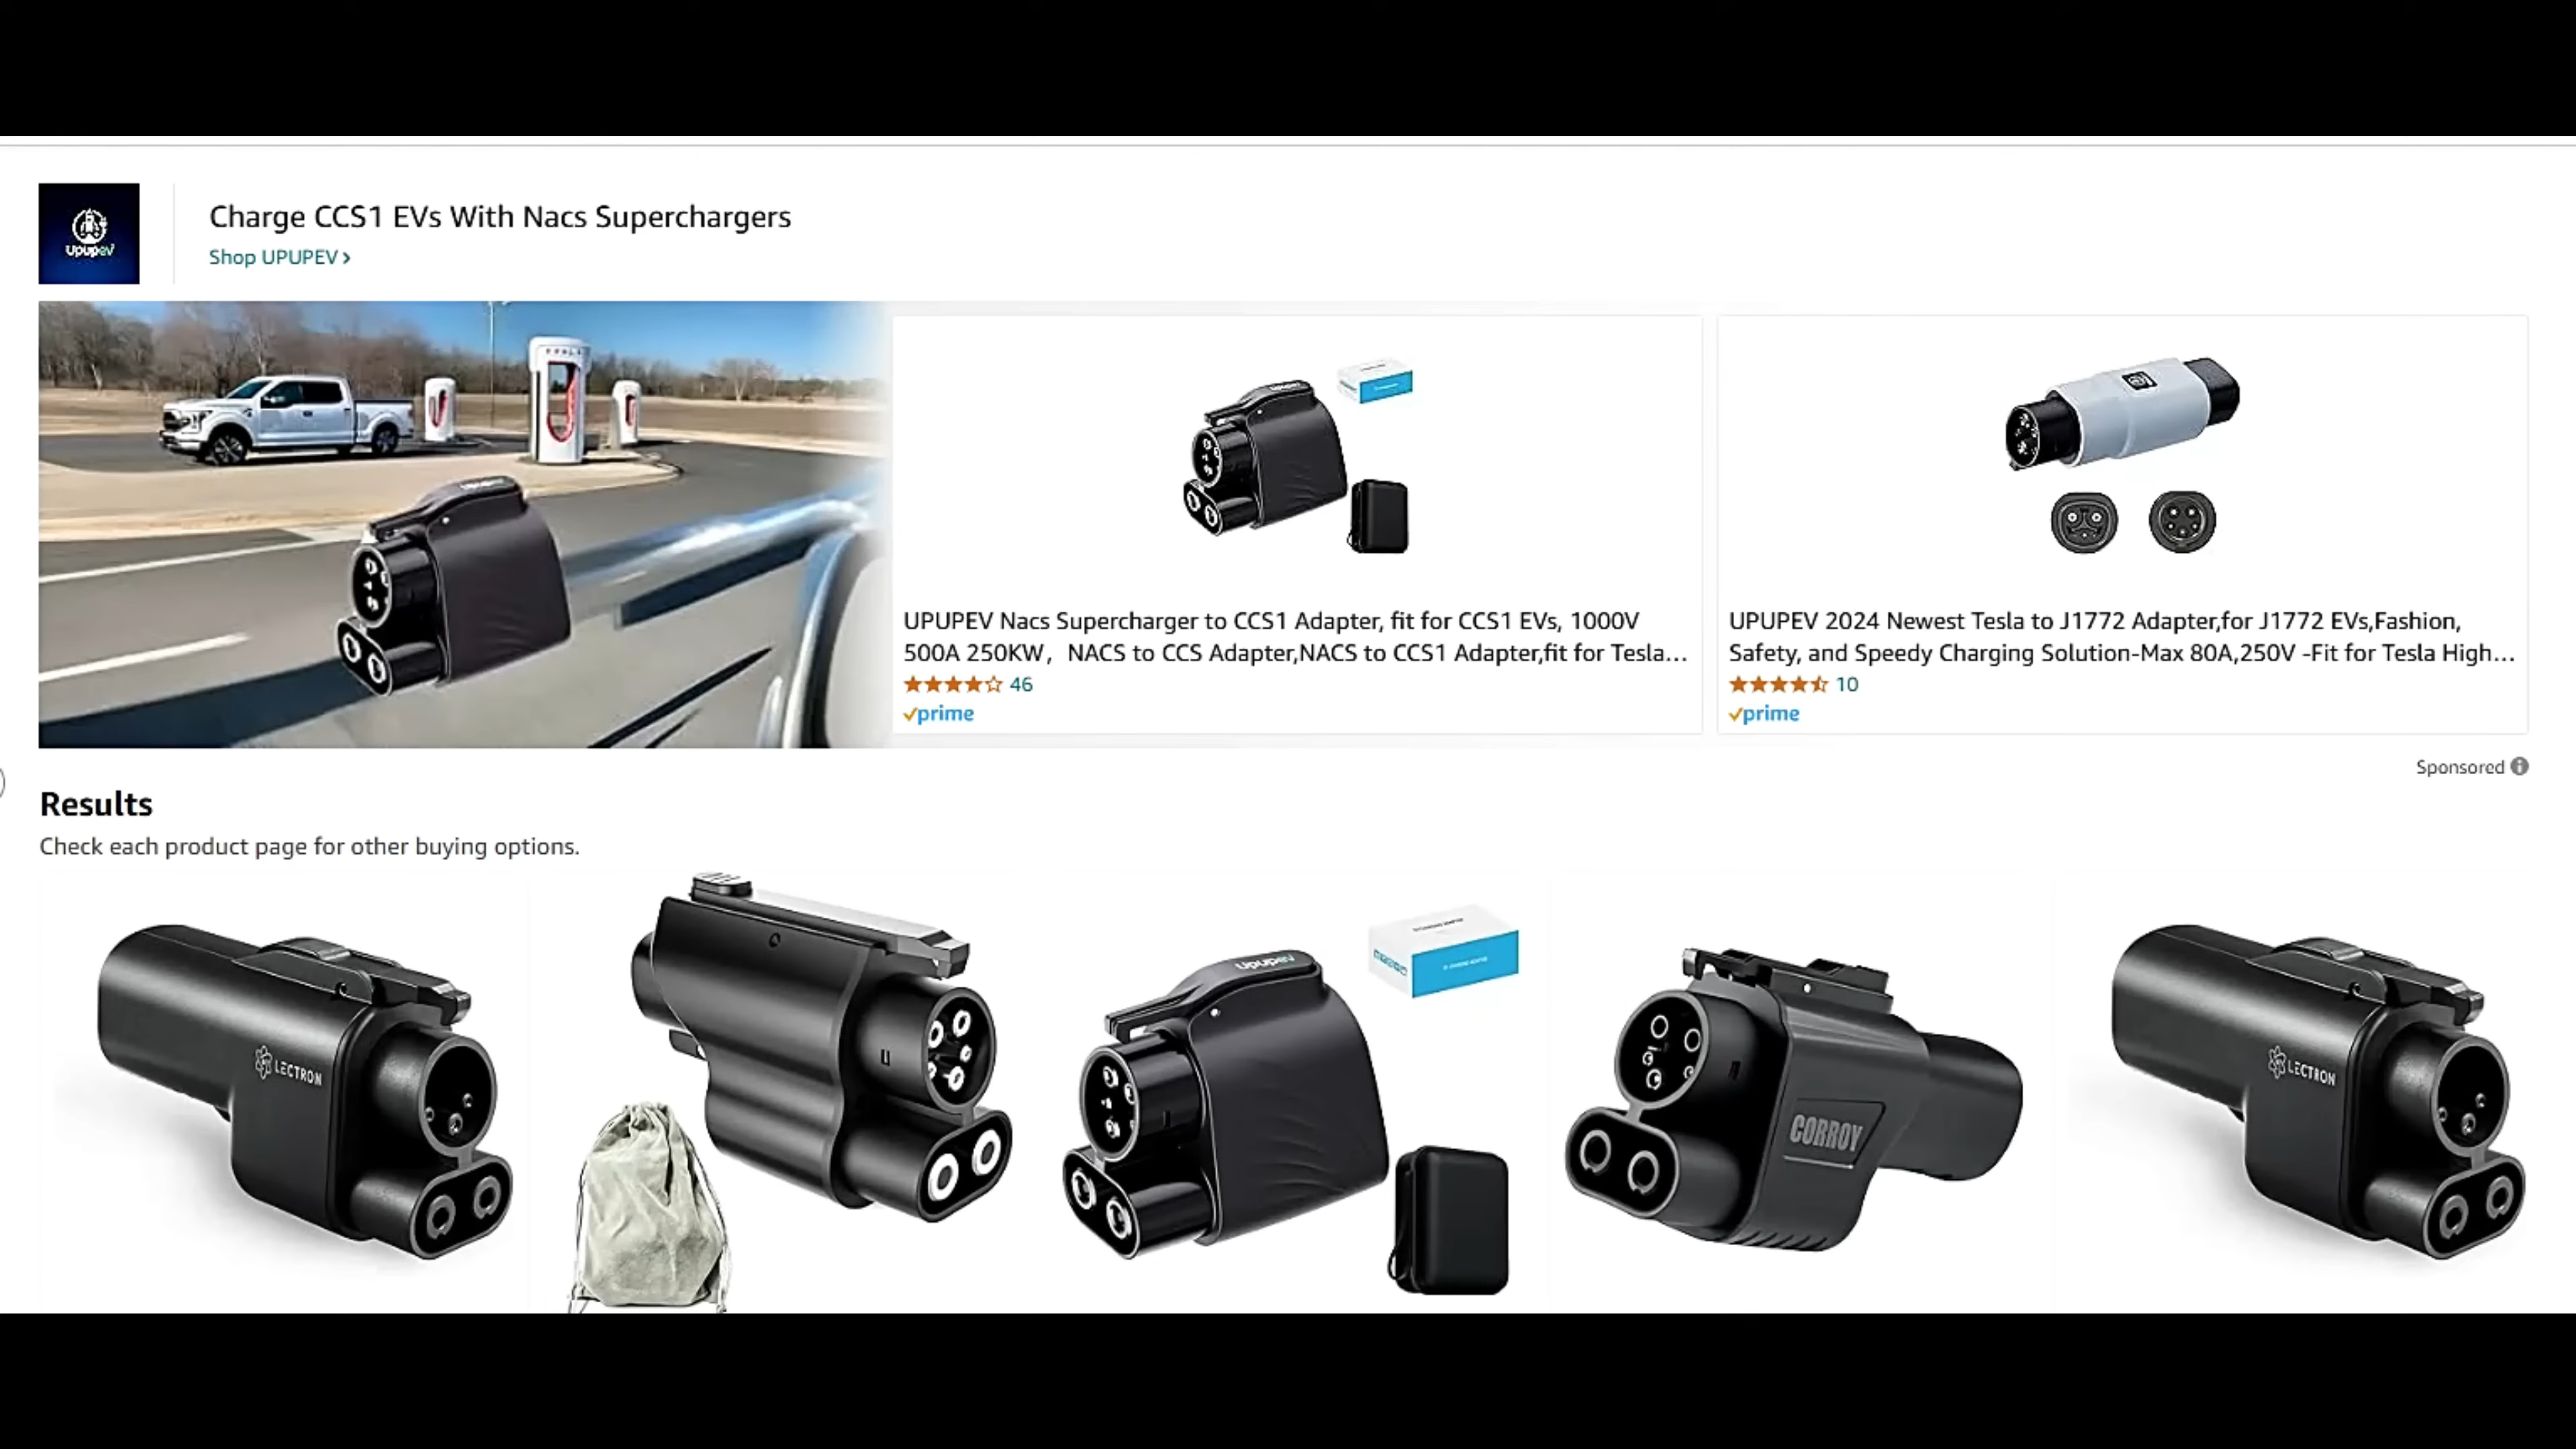 Upupev
Charge CCS1 EVs With Nacs Superchargers
Shop UPUPEV ›
TESLA
UPUPEV Nacs Supercharger to CCS1 Adapter, fit for CCS1 EVs, 1000V
500A 250KW，NACS to CCS Adapter,NACS to CCS1 Adapter,fit for Tesla...
46
prime
UPUPEV 2024 Newest Tesla to J1772 Adapter,for J1772 EVs,Fashion,
Safety, and Speedy Charging Solution-Max 80A,250V -Fit for Tesla High...
10
prime
Sponsored
Results
Check each product page for other buying options.
LECTRON
Upupev
CORROY
LECTRON